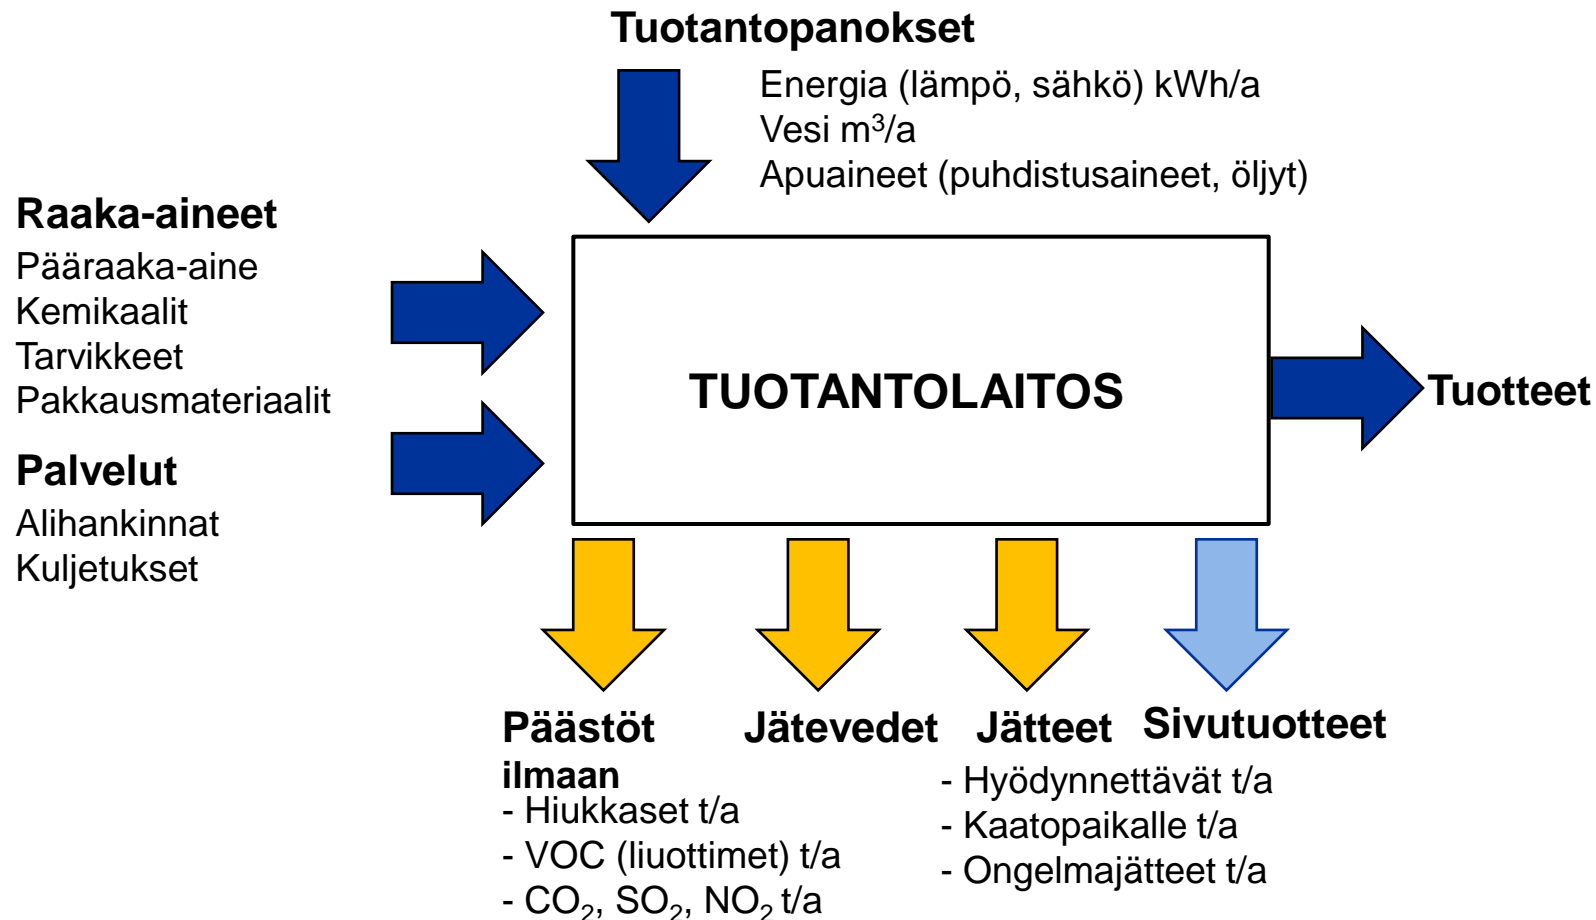 Tuotantopanokset
Energia (lämpö, sähkö) kWh/a
Vesi m³/a
Apuaineet (puhdistusaineet, öljyt)
Raaka-aineet
Pääraaka-aine
Kemikaalit
Tarvikkeet
Pakkausmateriaalit
Palvelut
Alihankinnat
Kuljetukset
TUOTANTOLAITOS
Tuotteet
Päästöt
ilmaan
- Hiukkaset t/a
- VOC (liuottimet) t/a
- CO₂, SO₂, NO₂ t/a
Jätevedet
Jätteet
- Hyödynnettävät t/a
- Kaatopaikalle t/a
- Ongelmajätteet t/a
Sivutuotteet